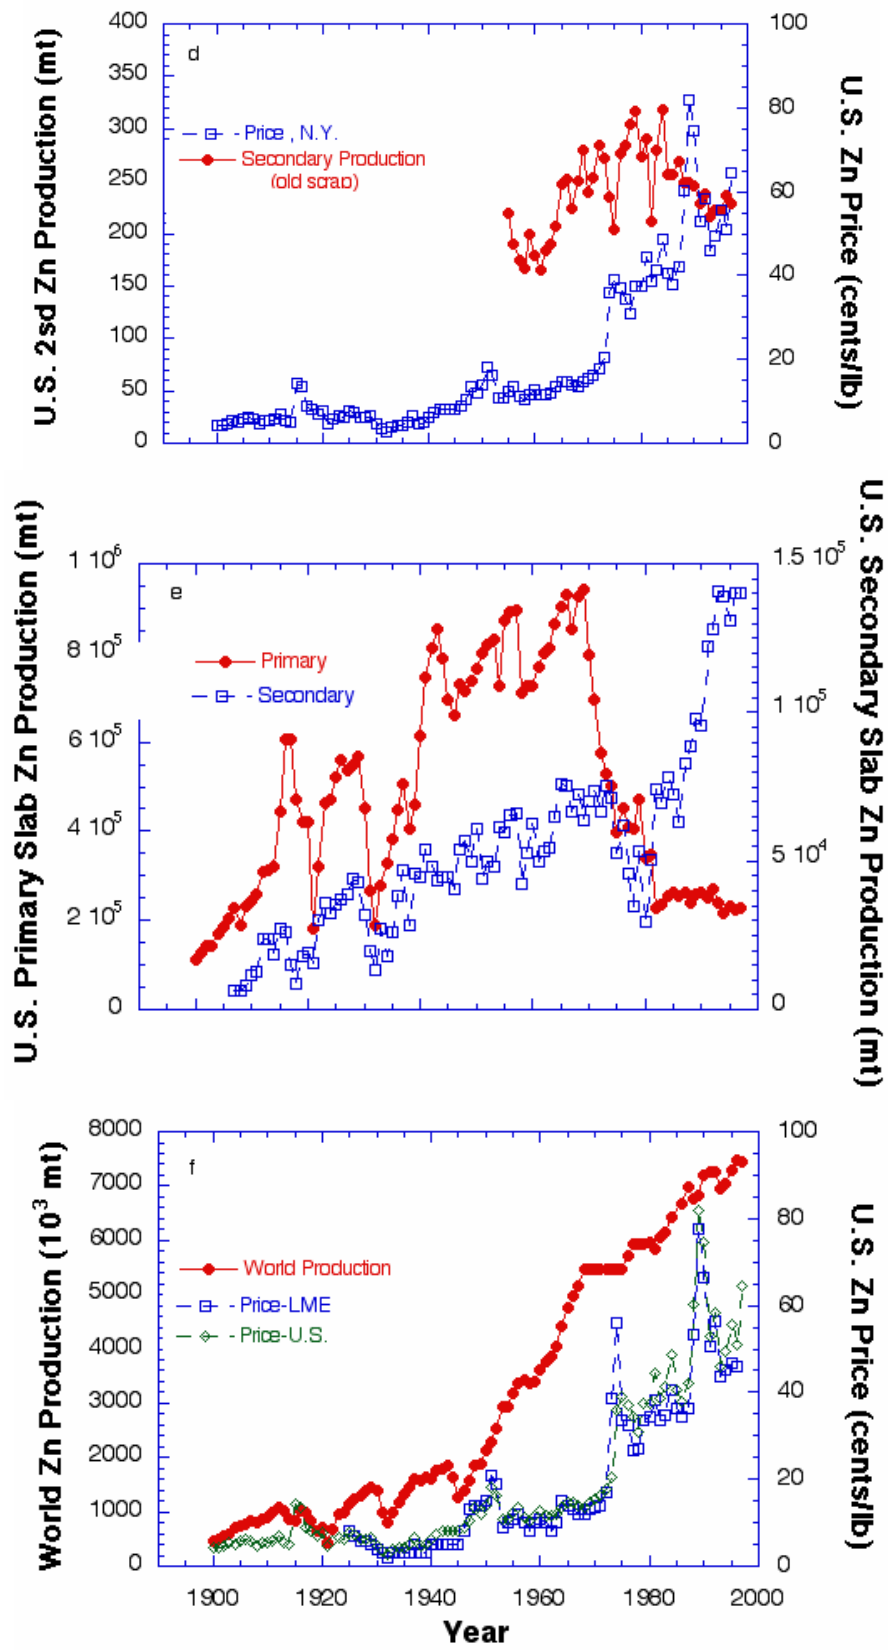 U.S. 2sd Zn Production (mt)
400
350
300
250
200
150
100
50
0
d
Price , N.Y.
Secondary Production
(old scrap)
100
80
60
40
20
0
U.S. Zn Price (cents/lb)
U.S. Primary Slab Zn Production (mt)
1 10⁶
8 10⁵
6 10⁵
4 10⁵
2 10⁵
0
e
Primary
Secondary
1.5 10⁵
1 10⁵
5 10⁴
0
U.S. Secondary Slab Zn Production (mt)
World Zn Production (10³ mt)
8000
7000
6000
5000
4000
3000
2000
1000
0
f
World Production
Price-LME
Price-U.S.
100
80
60
40
20
0
U.S. Zn Price (cents/lb)
1900 1920 1940 1960 1980 2000
Year